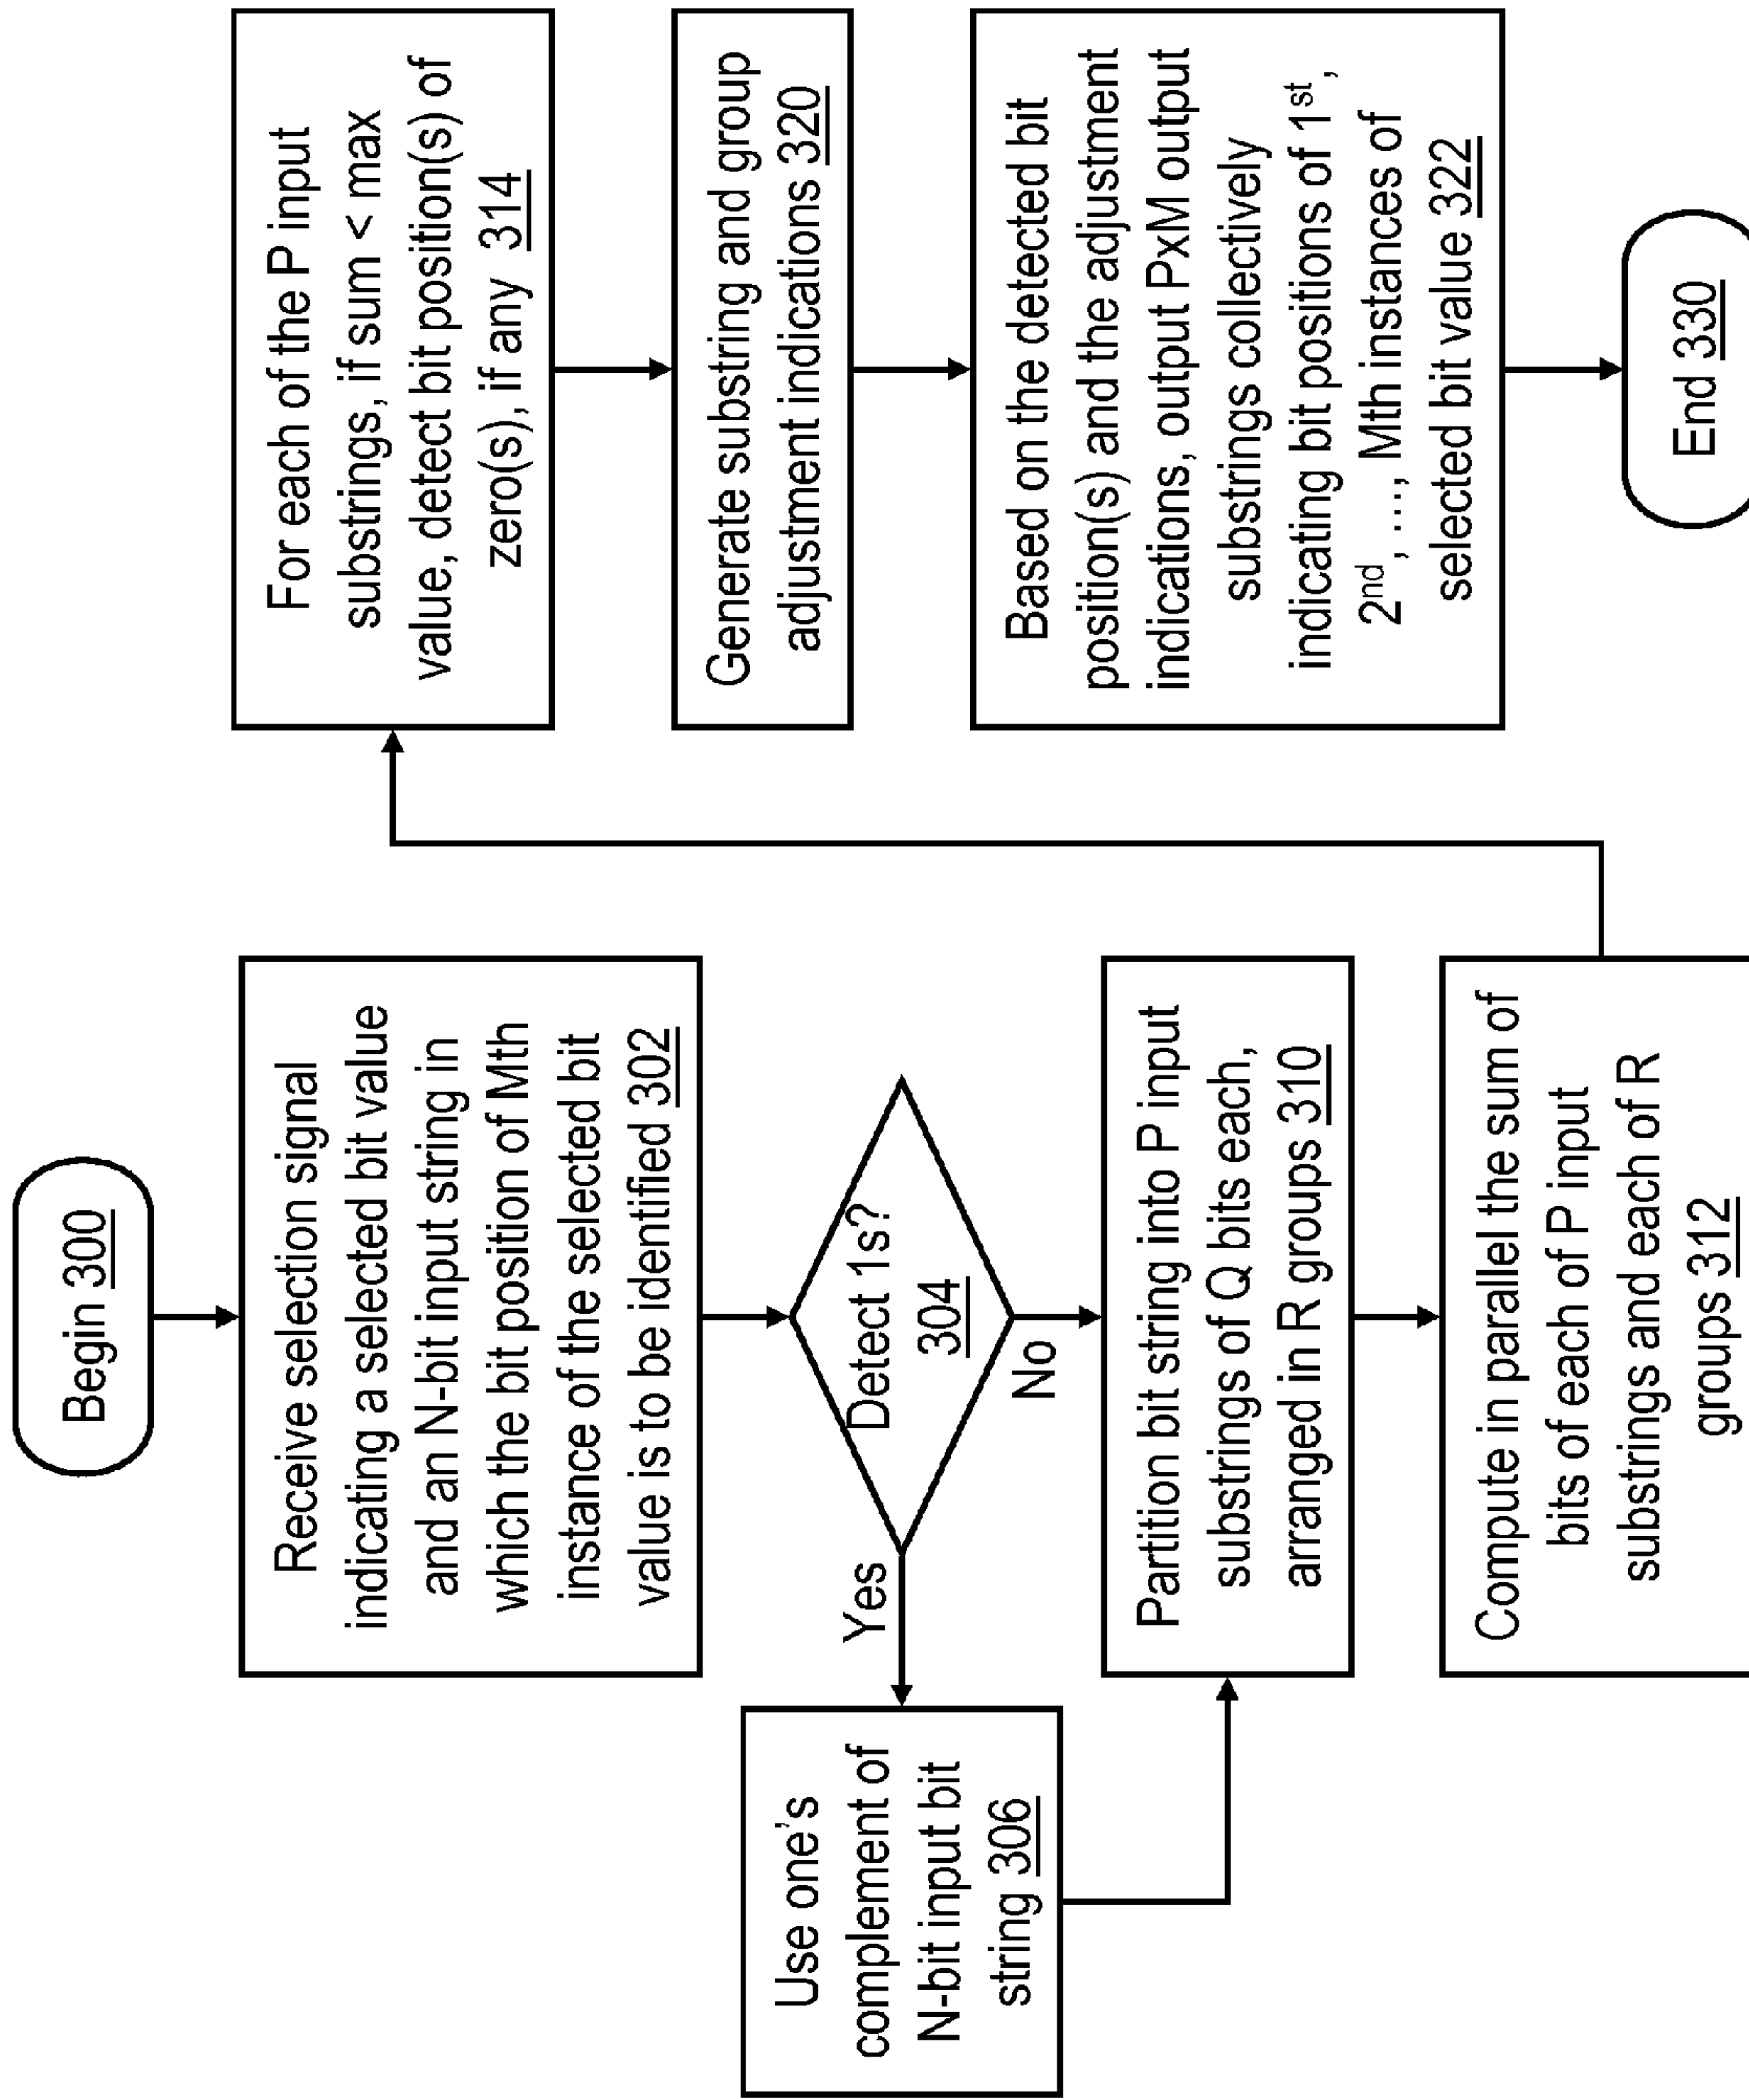 Begin 300
Receive selection signal
indicating a selected bit value
and an N-bit input string in
which the bit position of Mth
instance of the selected bit
value is to be identified 302
Detect 1s?
304
Yes
No
Use one's
complement of
N-bit input bit
string 306
Partition bit string into P input
substrings of Q bits each,
arranged in R groups 310
Compute in parallel the sum of
bits of each of P input
substrings and each of R
groups 312
For each of the P input
substrings, if sum < max
value, detect bit position(s) of
zero(s), if any 314
Generate substring and group
adjustment indications 320
Based on the detected bit
position(s) and the adjustment
indications, output PxM output
substrings collectively
indicating bit positions of 1st,
2nd, ..., Mth instances of
selected bit value 322
End 330